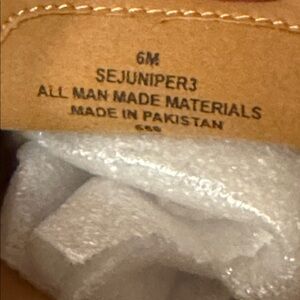 6M
SEJUNIPER3
ALL MAN MADE MATERIALS
MADE IN PAKISTAN